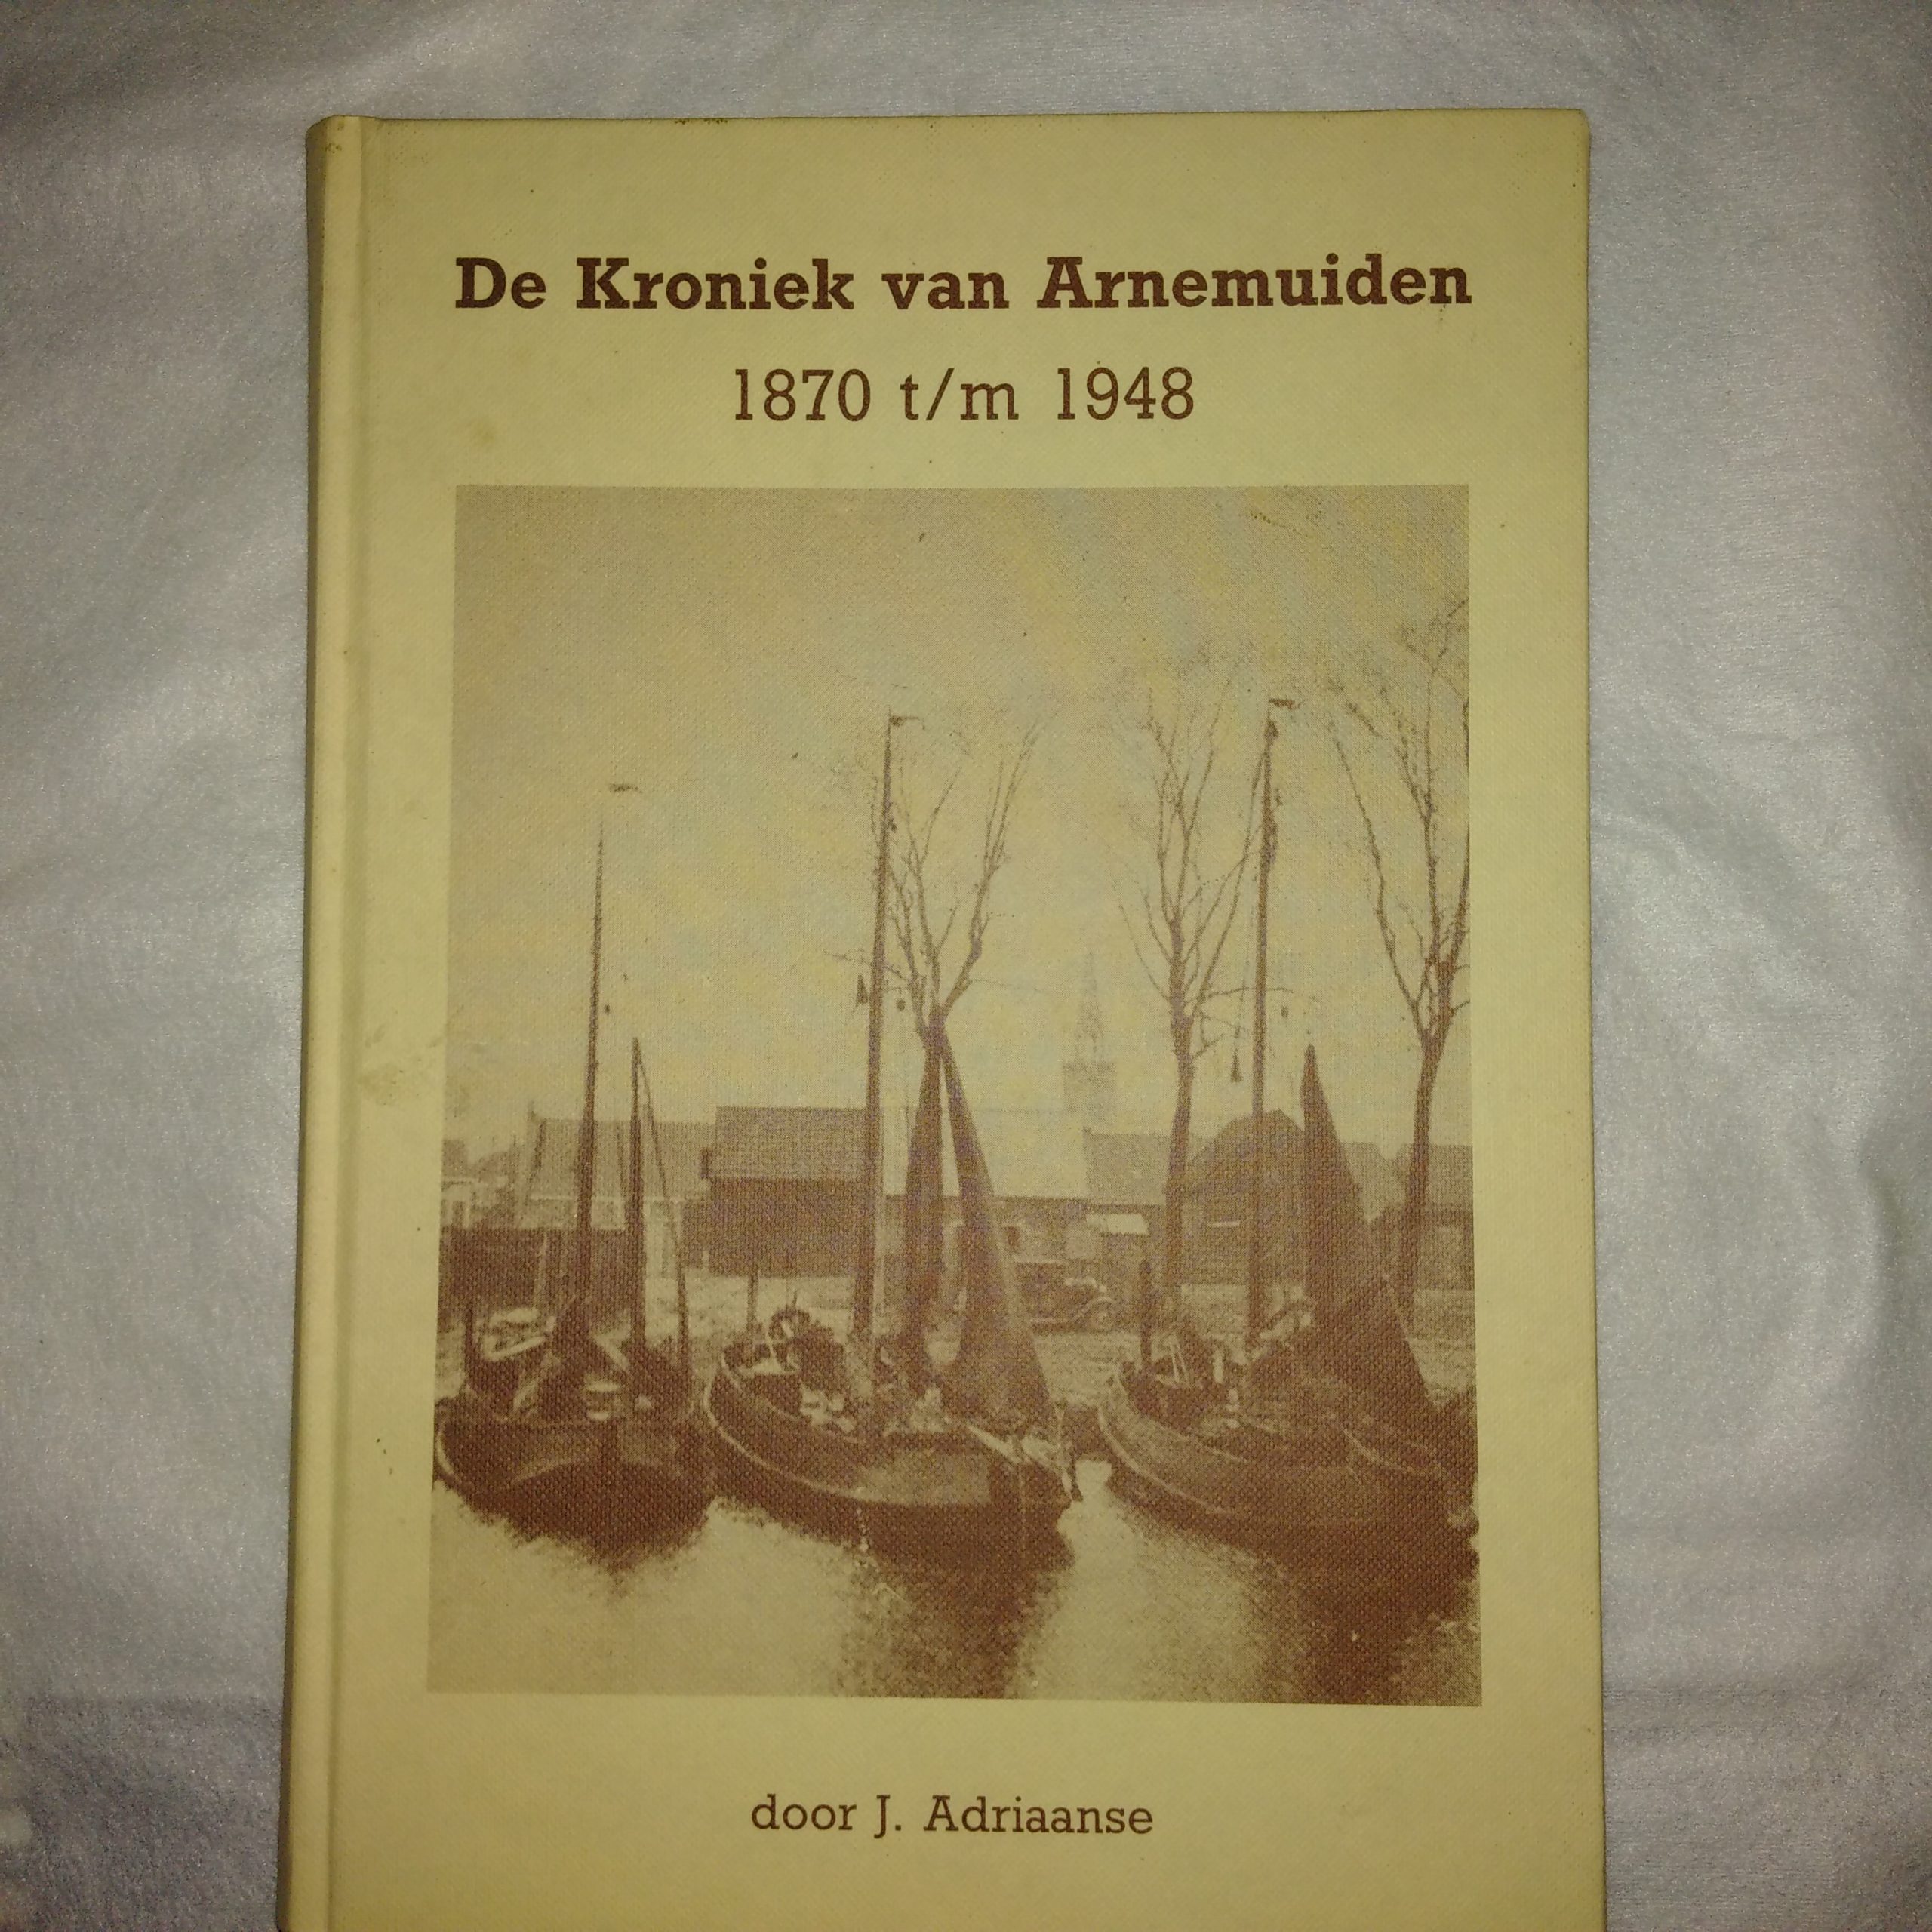 De Kroniek van Arnemuiden
1870 t/m 1948
door J. Adriaanse